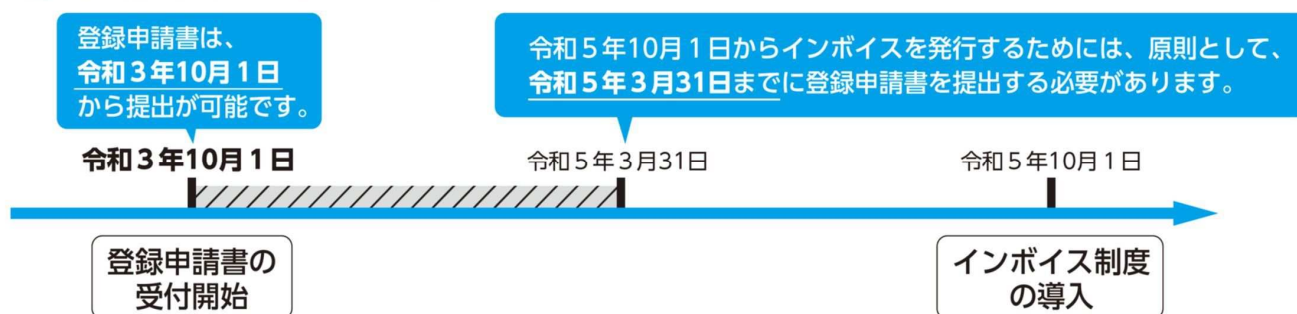 登録申請書は、
令和３年10月１日
から提出が可能です。
令和５年10月１日からインボイスを発行するためには、原則として、
令和５年３月31日までに登録申請書を提出する必要があります。
令和３年10月１日
令和５年３月31日
令和５年10月１日
登録申請書の
受付開始
インボイス制度
の導入